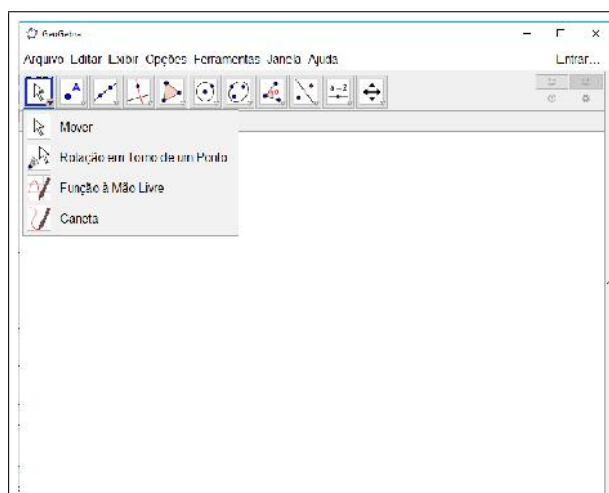 GeoGebra
Arquivo Editar Exibir Opções Ferramentas Janela Ajuda Entrar...
A
a=2
Mover
Rotação em Torno de um Ponto
Função à Mão Livre
Caneta